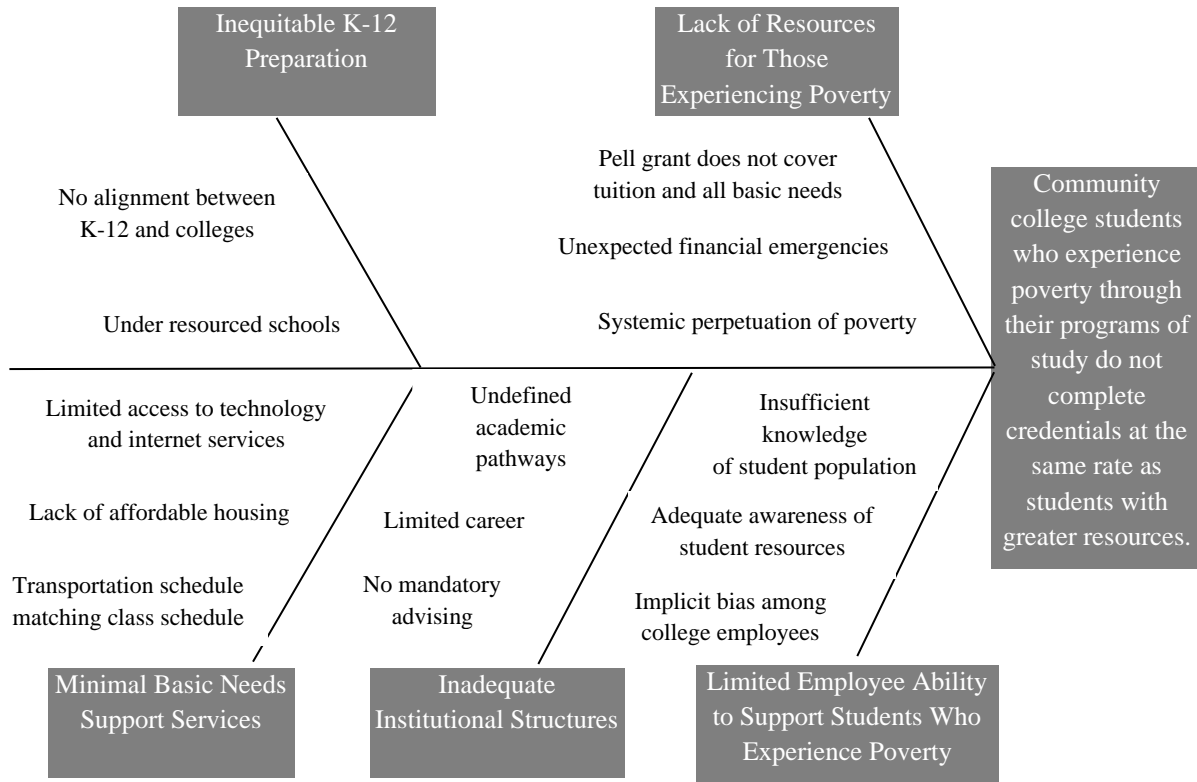 Inequitable K-12
Preparation
Lack of Resources
for Those
Experiencing Poverty
No alignment between
K-12 and colleges
Under resourced schools
Pell grant does not cover
tuition and all basic needs
Unexpected financial emergencies
Systemic perpetuation of poverty
Community
college students
who experience
poverty through
their programs of
study do not
complete
credentials at the
same rate as
students with
greater resources.
Limited access to technology
and internet services
Lack of affordable housing
Transportation schedule
matching class schedule
Undefined
academic
pathways
Limited career
No mandatory
advising
Insufficient
knowledge
of student population
Adequate awareness of
student resources
Implicit bias among
college employees
Minimal Basic Needs
Support Services
Inadequate
Institutional Structures
Limited Employee Ability
to Support Students Who
Experience Poverty